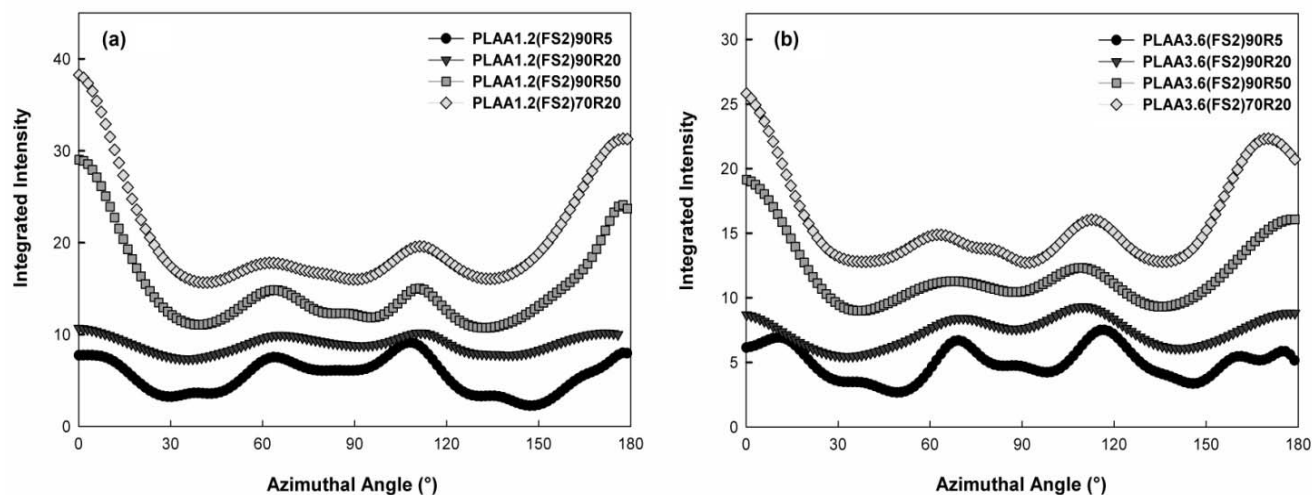 (a)
PLAA1.2(FS2)90R5
PLAA1.2(FS2)90R20
PLAA1.2(FS2)90R50
PLAA1.2(FS2)70R20
Integrated Intensity
40
30
20
10
0
0 30 60 90 120 150 180
Azimuthal Angle (°)
(b)
PLAA3.6(FS2)90R5
PLAA3.6(FS2)90R20
PLAA3.6(FS2)90R50
PLAA3.6(FS2)70R20
Integrated Intensity
30
25
20
15
10
5
0
0 30 60 90 120 150 180
Azimuthal Angle (°)